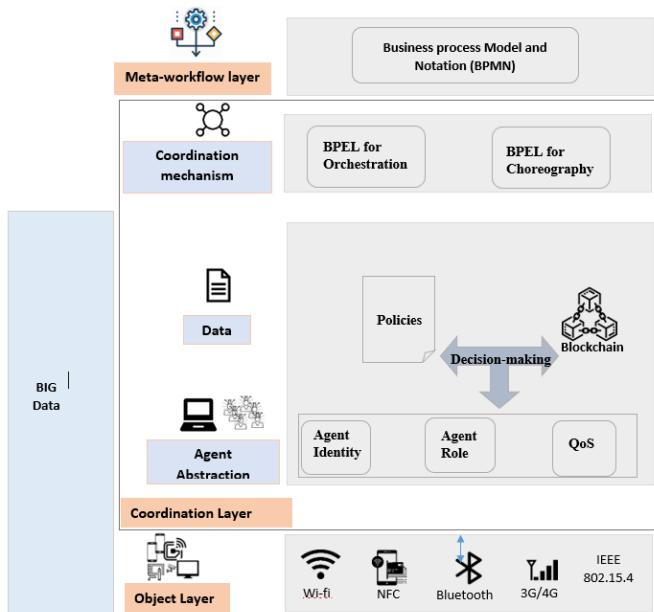 Business process Model and
Notation (BPMN)
Meta-workflow layer
Coordination
mechanism
BPEL for
Orchestration
BPEL for
Choreography
BIG
Data
Data
Policies
Decision-making
Blockchain
Agent
Abstraction
Agent
Identity
Agent
Role
QoS
Coordination Layer
Object Layer
Wi-fi
NFC
Bluetooth
3G/4G
IEEE
802.15.4